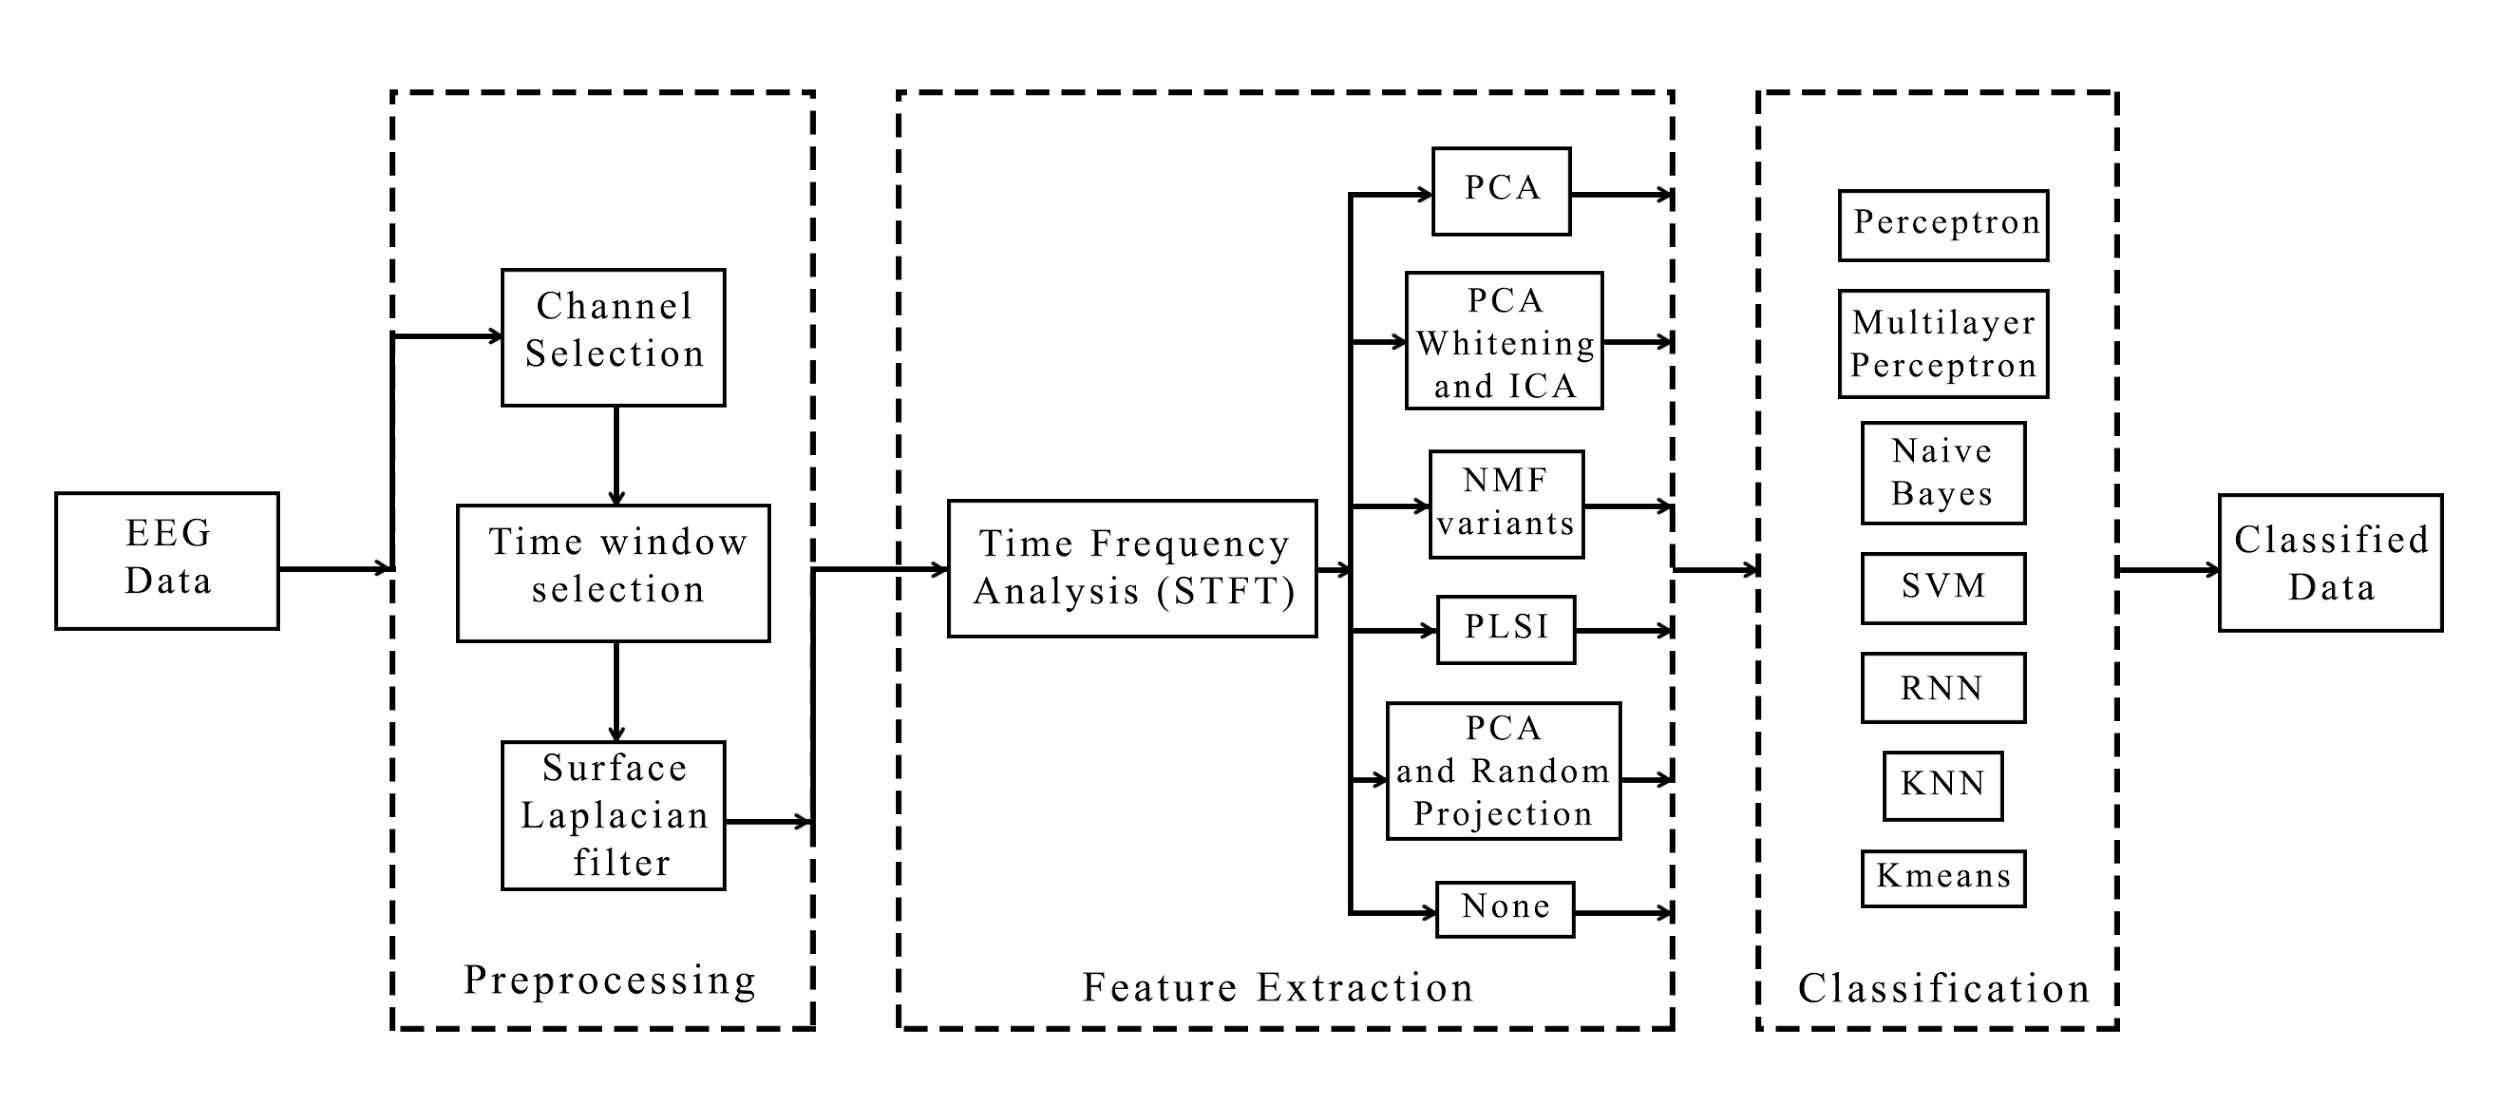 EEG
Data
Channel
Selection
Time window
selection
Surface
Laplacian
filter
Preprocessing
Time Frequency
Analysis (STFT)
PCA
PCA
Whitening
and ICA
NMF
variants
PLSI
PCA
and Random
Projection
None
Feature Extraction
Perceptron
Multilayer
Perceptron
Naive
Bayes
SVM
RNN
KNN
Kmeans
Classification
Classified
Data